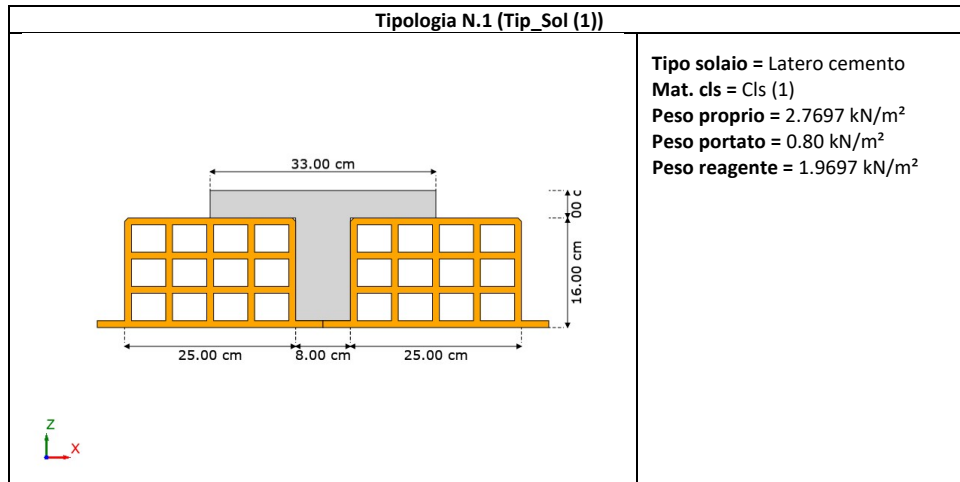 Tipologia N.1 (Tip_Sol (1))
Tipo solaio = Latero cemento
Mat. cls = Cls (1)
Peso proprio = 2.7697 kN/m²
Peso portato = 0.80 kN/m²
Peso reagente = 1.9697 kN/m²
33.00 cm
00 c
16.00 cm
25.00 cm
8.00 cm
25.00 cm
Z
X